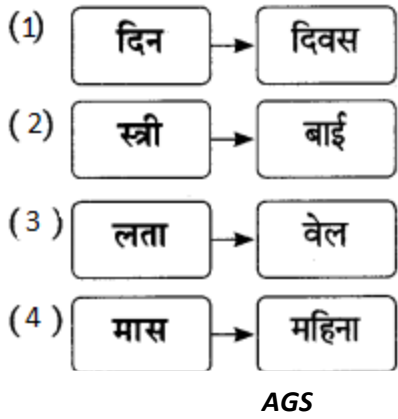 (1) दिन दिवस
(2) स्त्री बाई
(3) लता वेल
(4) मास महिना
AGS